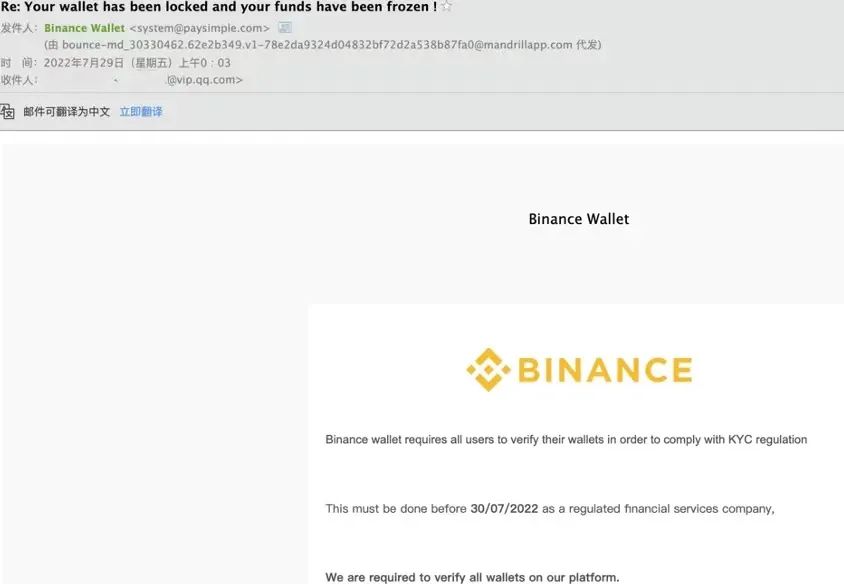 Re: Your wallet has been locked and your funds have been frozen !
发件人: Binance Wallet <system@paysimple.com>
(由 bounce-md_30330462.62e2b349.v1-78e2da9324d04832bf72d2a538b87fa0@mandrillapp.com 代发)
时 间: 2022年7月29日 (星期五) 上午0:03
收件人: @vip.qq.com>
邮件可翻译为中文 立即翻译
Binance Wallet
BINANCE
Binance wallet requires all users to verify their wallets in order to comply with KYC regulation
This must be done before 30/07/2022 as a regulated financial services company,
We are required to verify all wallets on our platform.